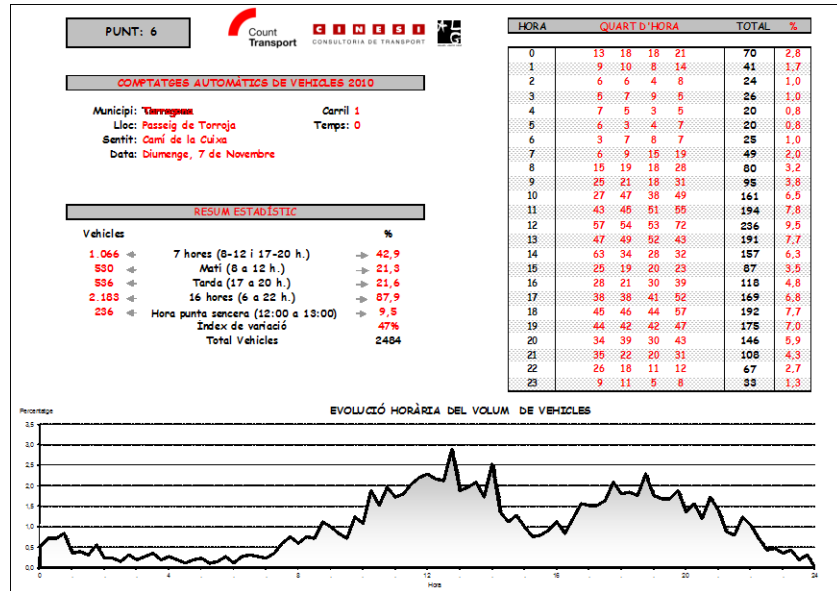 PUNT: 6
Count
Transport
CINESI
CONSULTORIA DE TRANSPORT
COMPTATGES AUTOMÀTICS DE VEHICLES 2010
Municipi: Tarragona Carril 1
Lloc: Passeig de Torroja Temps: 0
Sentit: Camí de la Cuixa
Data: Diumenge, 7 de Novembre
RESUM ESTADÍSTIC
Vehicles %
1.066 7 hores (8-12 i 17-20 h.) 42,9
530 Matí (8 a 12 h.) 21,3
536 Tarda (17 a 20 h.) 21,6
2.183 16 hores (6 a 22 h.) 87,9
236 Hora punta sencera (12:00 a 13:00) 9,5
Índex de variació 47%
Total Vehicles 2484
HORA QUART D'HORA TOTAL %
0 13 18 18 21 70 2,8
1 9 10 8 14 41 1,7
2 6 6 4 8 24 1,0
3 5 7 9 5 26 1,0
4 7 5 3 5 20 0,8
5 6 3 4 7 20 0,8
6 3 7 8 7 25 1,0
7 6 9 15 19 49 2,0
8 15 19 18 28 80 3,2
9 25 21 18 31 95 3,8
10 27 47 38 49 161 6,5
11 43 45 51 55 194 7,8
12 57 54 53 72 236 9,5
13 47 49 52 43 191 7,7
14 63 34 28 32 157 6,3
15 25 19 20 23 87 3,5
16 28 21 30 39 118 4,8
17 38 38 41 52 169 6,8
18 45 46 44 57 192 7,7
19 44 42 42 47 175 7,0
20 34 39 30 43 146 5,9
21 35 22 20 31 108 4,3
22 26 18 11 12 67 2,7
23 9 11 5 8 33 1,3
EVOLUCIÓ HORÀRIA DEL VOLUM DE VEHICLES
Percentatge
3,5
3,0
2,5
2,0
1,5
1,0
0,5
0,0
0 4 8 12 16 20 24
Hora